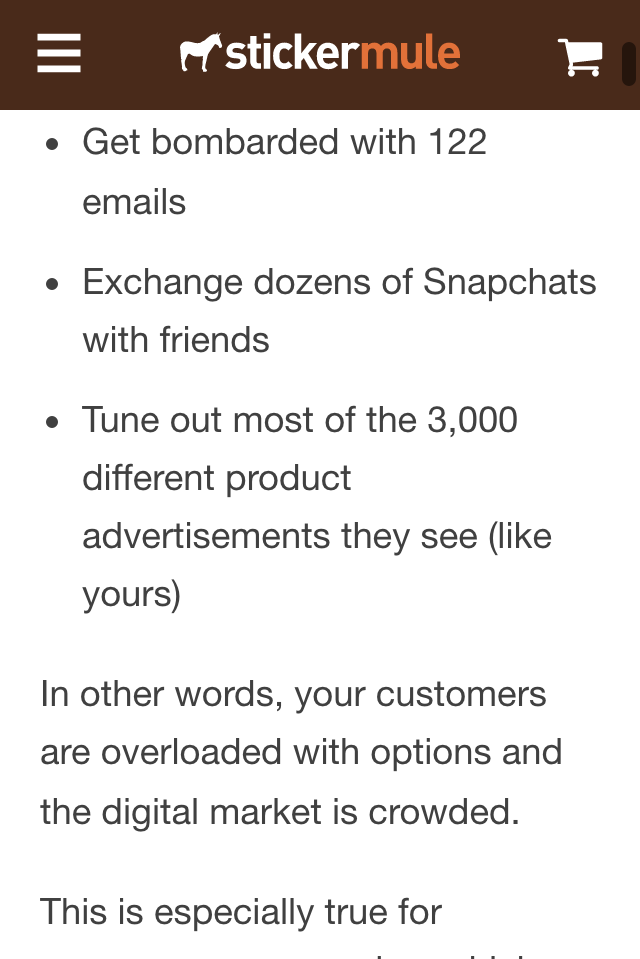 stickermule
• Get bombarded with 122
emails
• Exchange dozens of Snapchats
with friends
• Tune out most of the 3,000
different product
advertisements they see (like
yours)
In other words, your customers
are overloaded with options and
the digital market is crowded.
This is especially true for